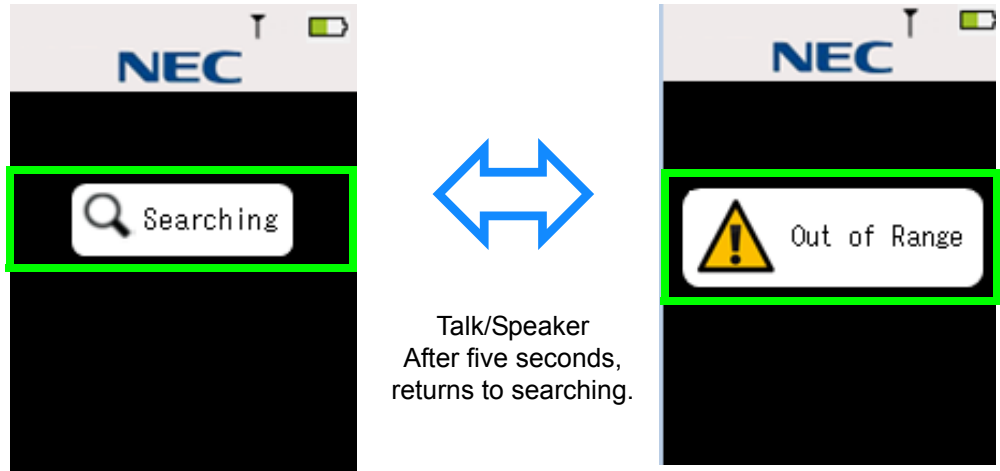 NEC
Searching
Talk/Speaker
After five seconds,
returns to searching.
NEC
Out of Range